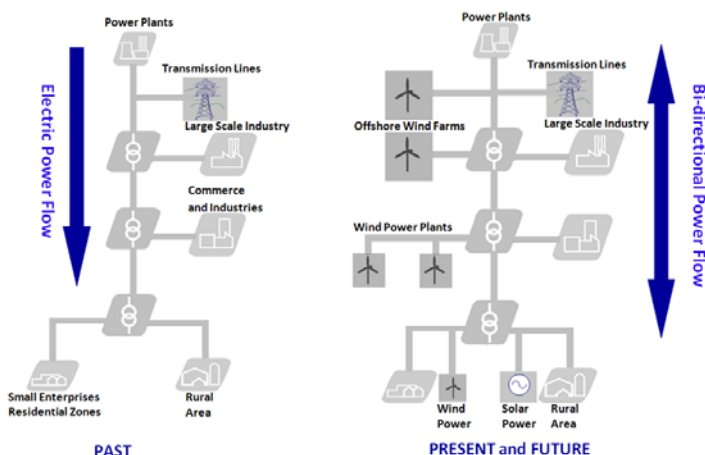 Power Plants
Electric Power Flow
Transmission Lines
Large Scale Industry
Commerce
and Industries
Small Enterprises
Residential Zones
Rural
Area
PAST
Power Plants
Transmission Lines
Offshore Wind Farms
Large Scale Industry
Wind Power Plants
Bi-directional Power Flow
Wind
Power
Solar
Power
Rural
Area
PRESENT and FUTURE